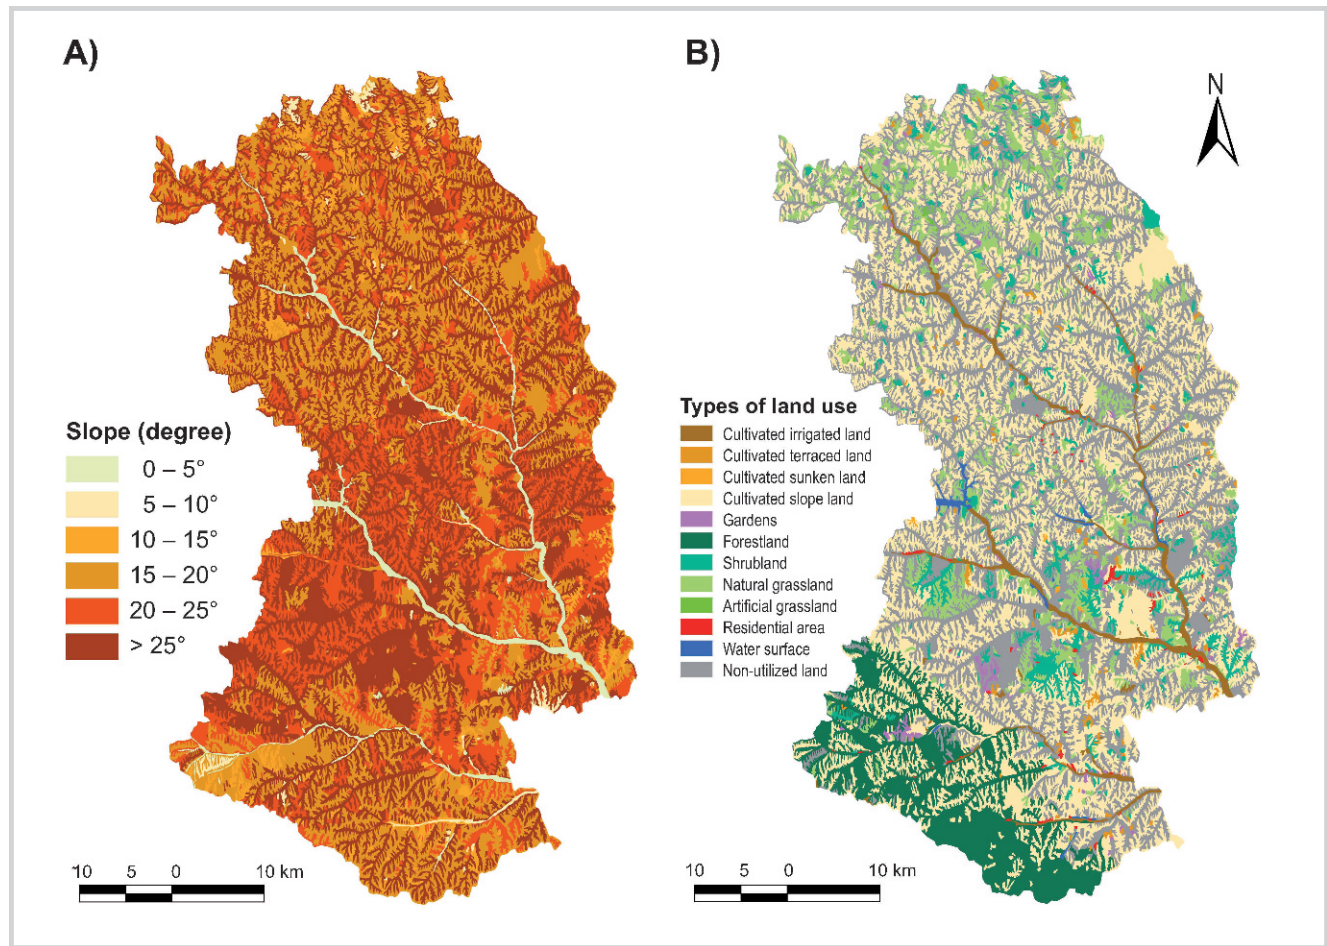 A)
B)
N
Slope (degree)
0 – 5°
5 – 10°
10 – 15°
15 – 20°
20 – 25°
> 25°
10 5 0 10 km
Types of land use
Cultivated irrigated land
Cultivated terraced land
Cultivated sunken land
Cultivated slope land
Gardens
Forestland
Shrubland
Natural grassland
Artificial grassland
Residential area
Water surface
Non-utilized land
10 5 0 10 km